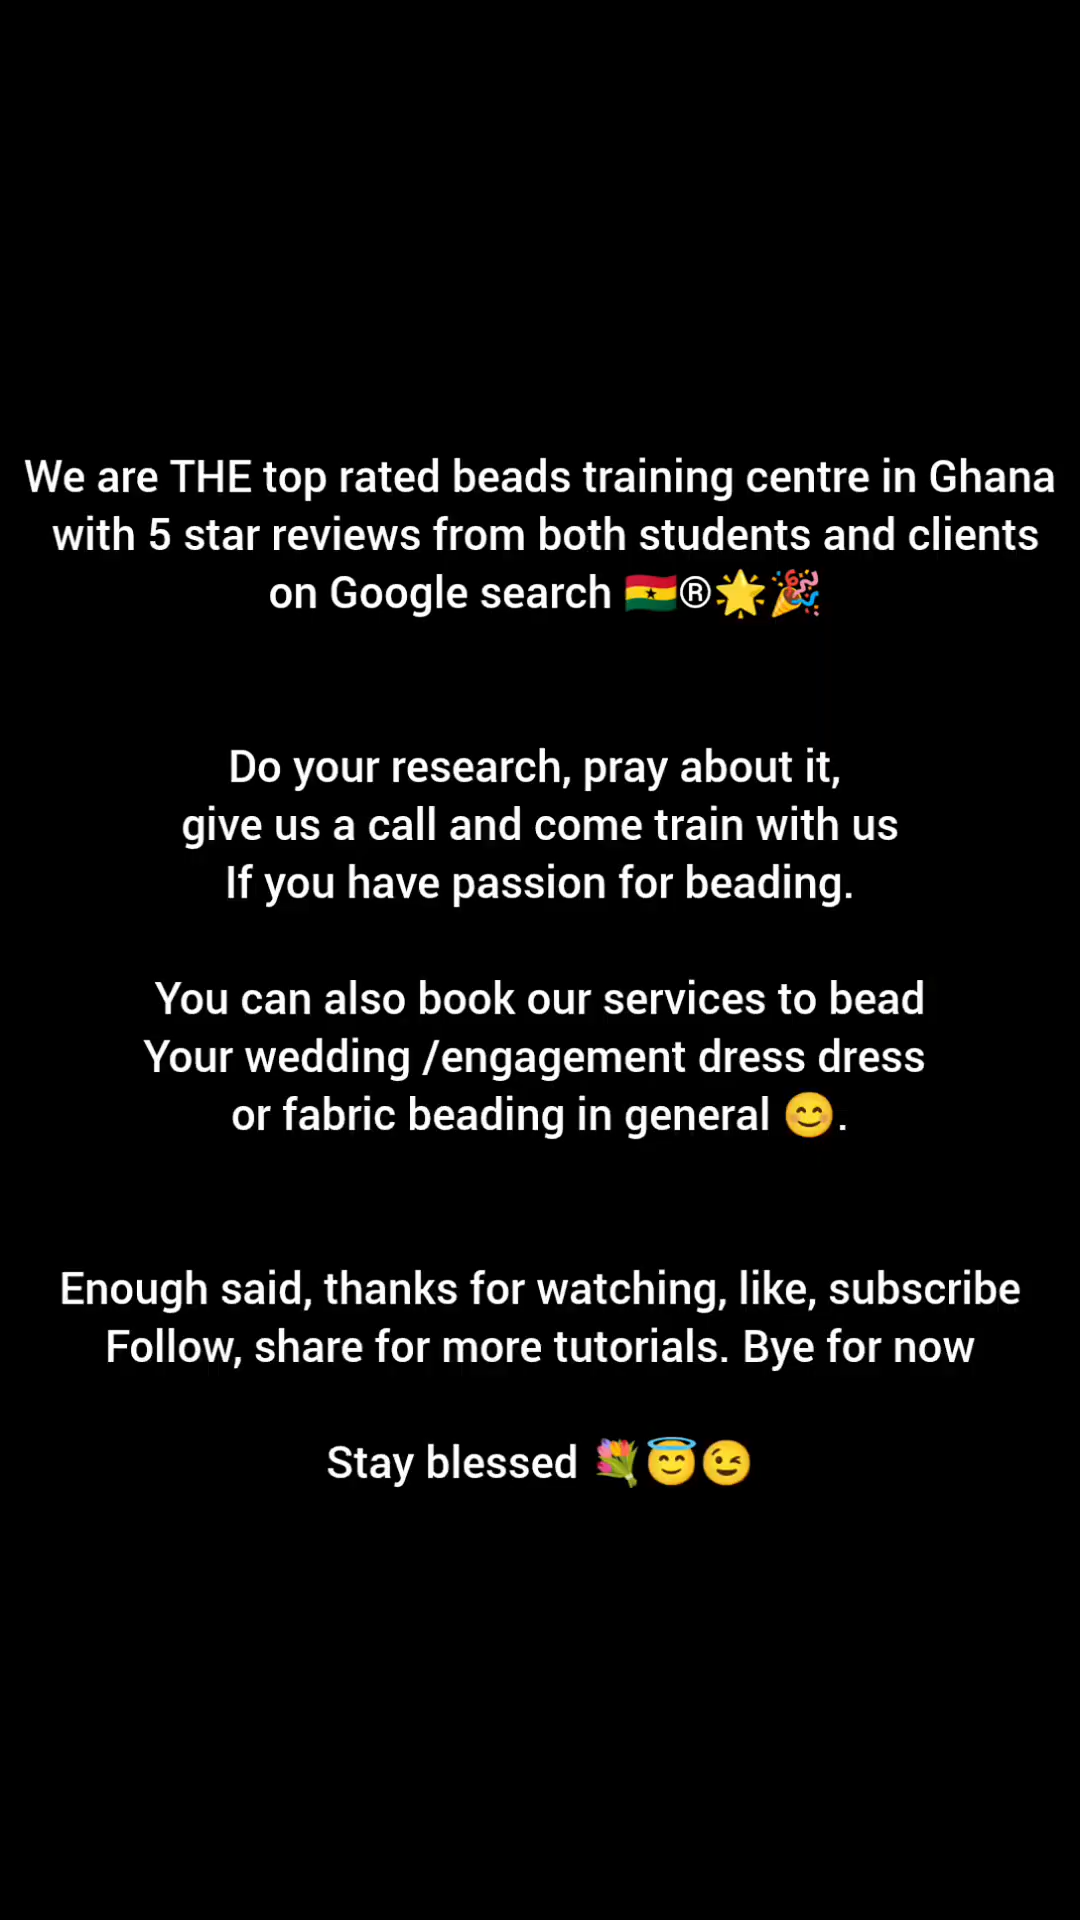 We are THE top rated beads training centre in Ghana
with 5 star reviews from both students and clients
on Google search 🇬🇭®🌟🎉
Do your research, pray about it,
give us a call and come train with us
If you have passion for beading.
You can also book our services to bead
Your wedding /engagement dress dress
or fabric beading in general 😊.
Enough said, thanks for watching, like, subscribe
Follow, share for more tutorials. Bye for now
Stay blessed 💐😇😉